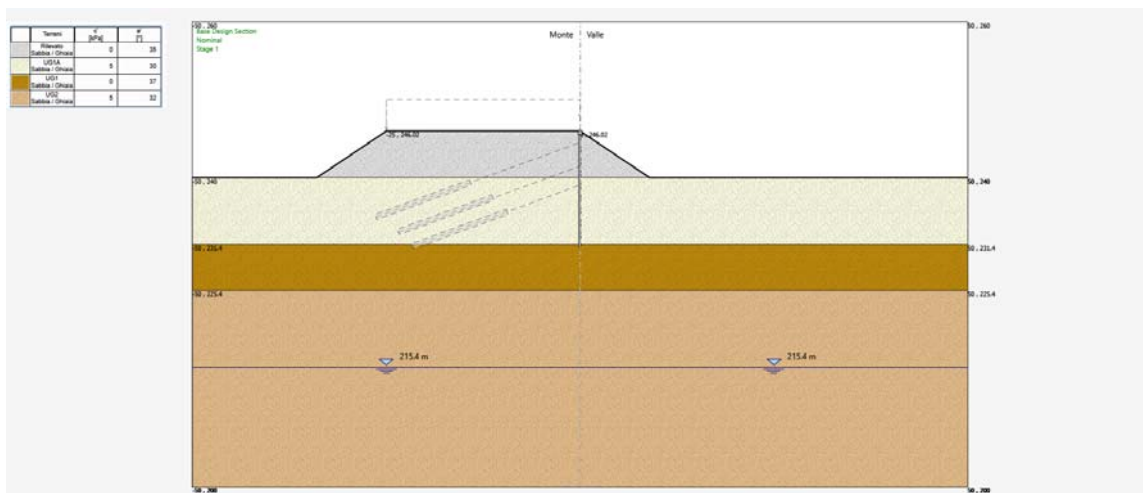 Terreni c' [kPa] φ' [°]
Rilevato Sabbia / Ghiaia 0 35
UG1A Sabbia / Ghiaia 5 30
UG1 Sabbia / Ghiaia 0 37
UG2 Sabbia / Ghiaia 5 32
-50 , 260
50 , 260
Base Design Section
Nominal
Stage 1
Monte Valle
-25 , 246.02
246.02
-50 , 240
50 , 240
-50 , 231.4
50 , 231.4
-50 , 225.4
50 , 225.4
215.4 m
215.4 m
-50 , 200
50 , 200